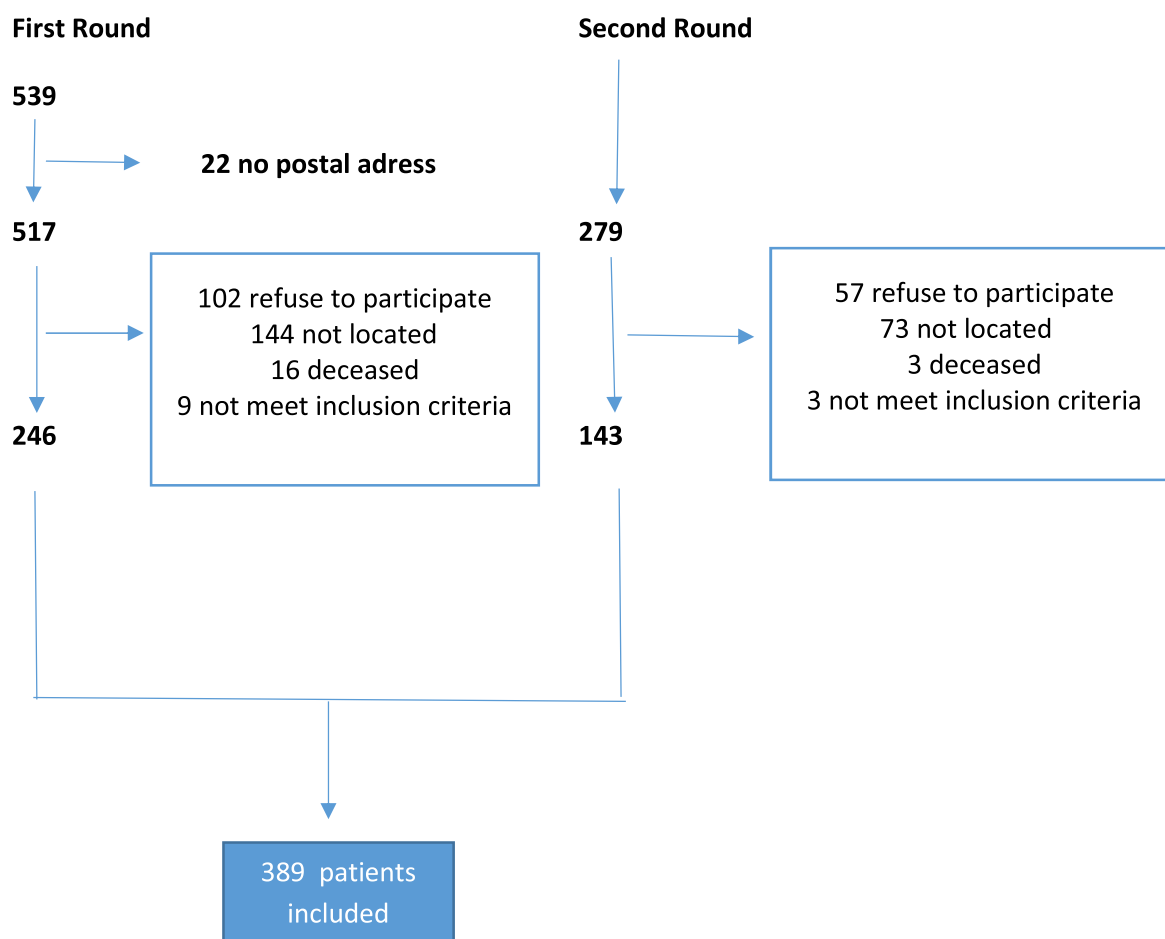 First Round
539
22 no postal adress
517
102 refuse to participate
144 not located
16 deceased
9 not meet inclusion criteria
246
Second Round
279
57 refuse to participate
73 not located
3 deceased
3 not meet inclusion criteria
143
389 patients
included